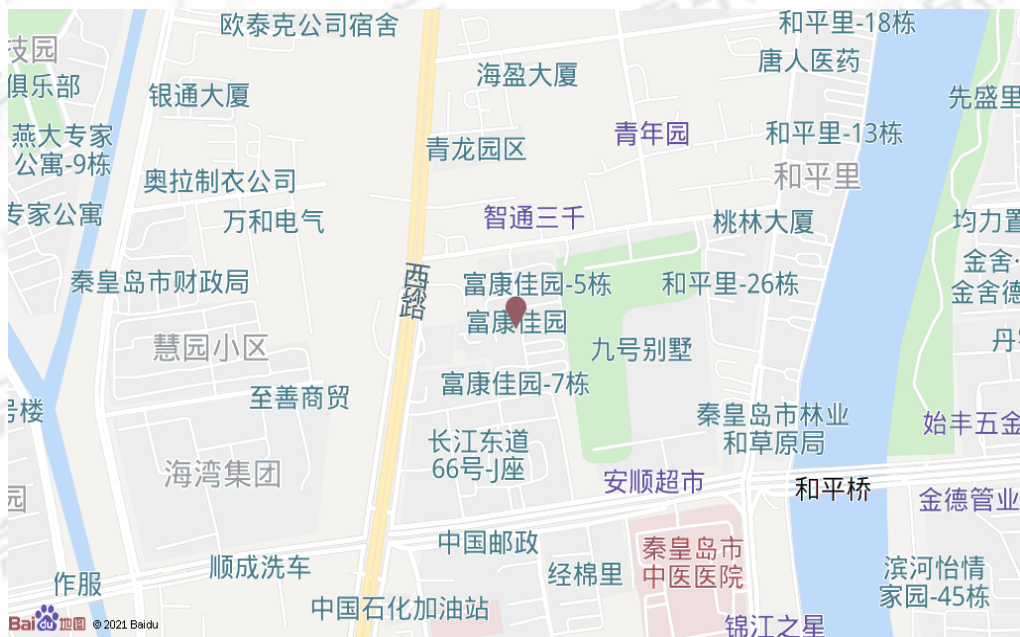 欧泰克公司宿舍
和平里-18栋
技园
海盈大厦
唐人医药
俱乐部
银通大厦
先盛里
燕大专家
公寓-9栋
青年园
和平里-13栋
青龙园区
奥拉制衣公司
和平里
专家公寓
万和电气
智通三千
桃林大厦
均力置
秦皇岛市财政局
西环路
富康佳园-5栋
和平里-26栋
金舍·
金舍德
富康佳园
慧园小区
九号别墅
富康佳园-7栋
至善商贸
号楼
秦皇岛市林业
和草原局
始丰五金
长江东道
66号-J座
海湾集团
安顺超市
和平桥
园
金德管业
中国邮政
秦皇岛市
中医医院
顺成洗车
经棉里
滨河怡情
家园-45栋
作服
中国石化加油站
锦江之星
Bai du 地图 © 2021 Baidu